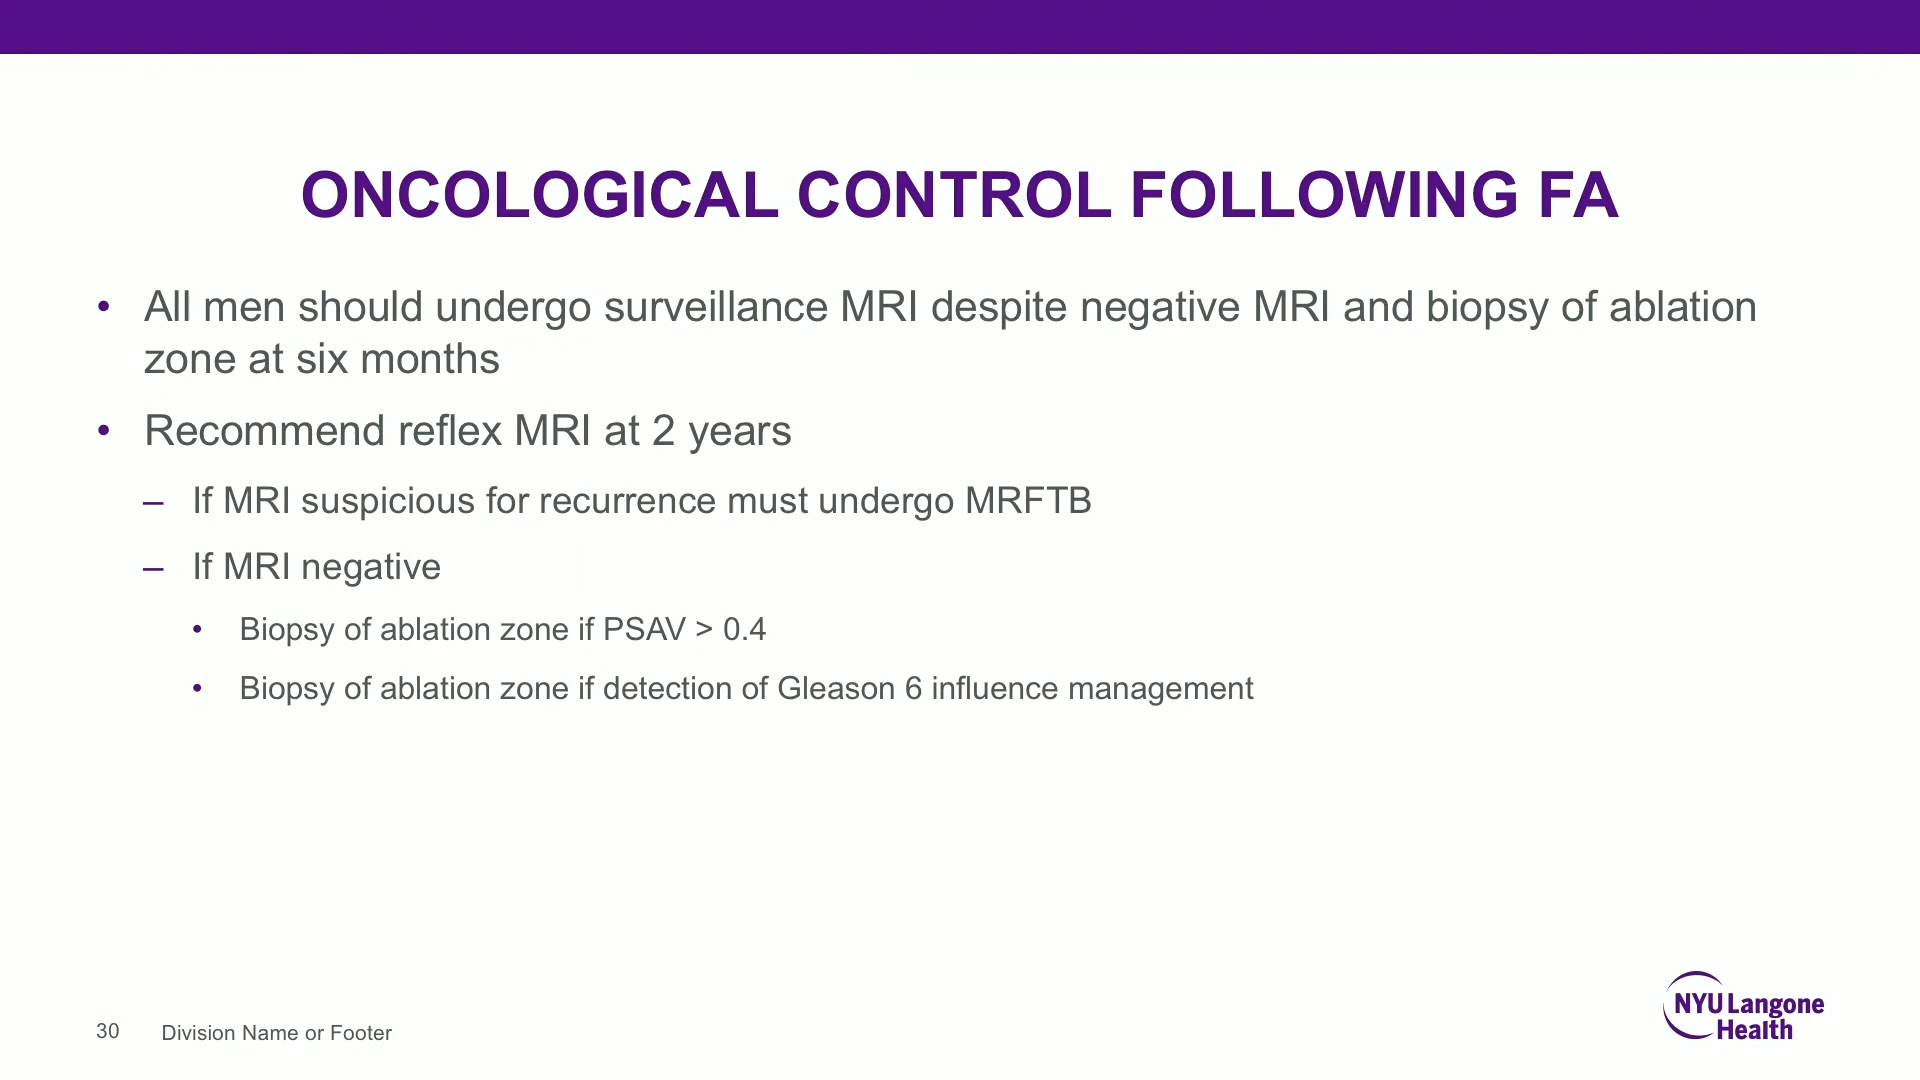 ONCOLOGICAL CONTROL FOLLOWING FA
• All men should undergo surveillance MRI despite negative MRI and biopsy of ablation
zone at six months
• Recommend reflex MRI at 2 years
– If MRI suspicious for recurrence must undergo MRFTB
– If MRI negative
• Biopsy of ablation zone if PSAV > 0.4
• Biopsy of ablation zone if detection of Gleason 6 influence management
30 Division Name or Footer
NYU Langone
Health